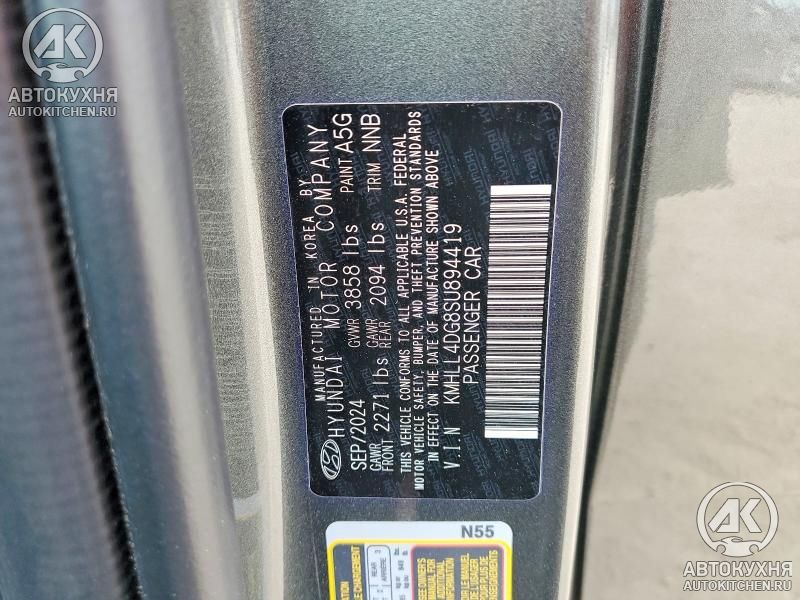 АВТОКУХНЯ
AUTOKITCHEN.RU
MANUFACTURED IN KOREA BY
HYUNDAI MOTOR COMPANY
SEP/2024 GVWR 3858 lbs PAINT A5G
GAWR FRONT 2271 lbs GAWR REAR 2094 lbs TRIM NNB
THIS VEHICLE CONFORMS TO ALL APPLICABLE U.S.A. FEDERAL
MOTOR VEHICLE SAFETY, BUMPER, AND THEFT PREVENTION STANDARDS
IN EFFECT ON THE DATE OF MANUFACTURE SHOWN ABOVE
V.I.N KMHLL4DG8SU894419
PASSENGER CAR
N55
REAR
ARRIÈRE
АВТОКУХНЯ
AUTOKITCHEN.RU